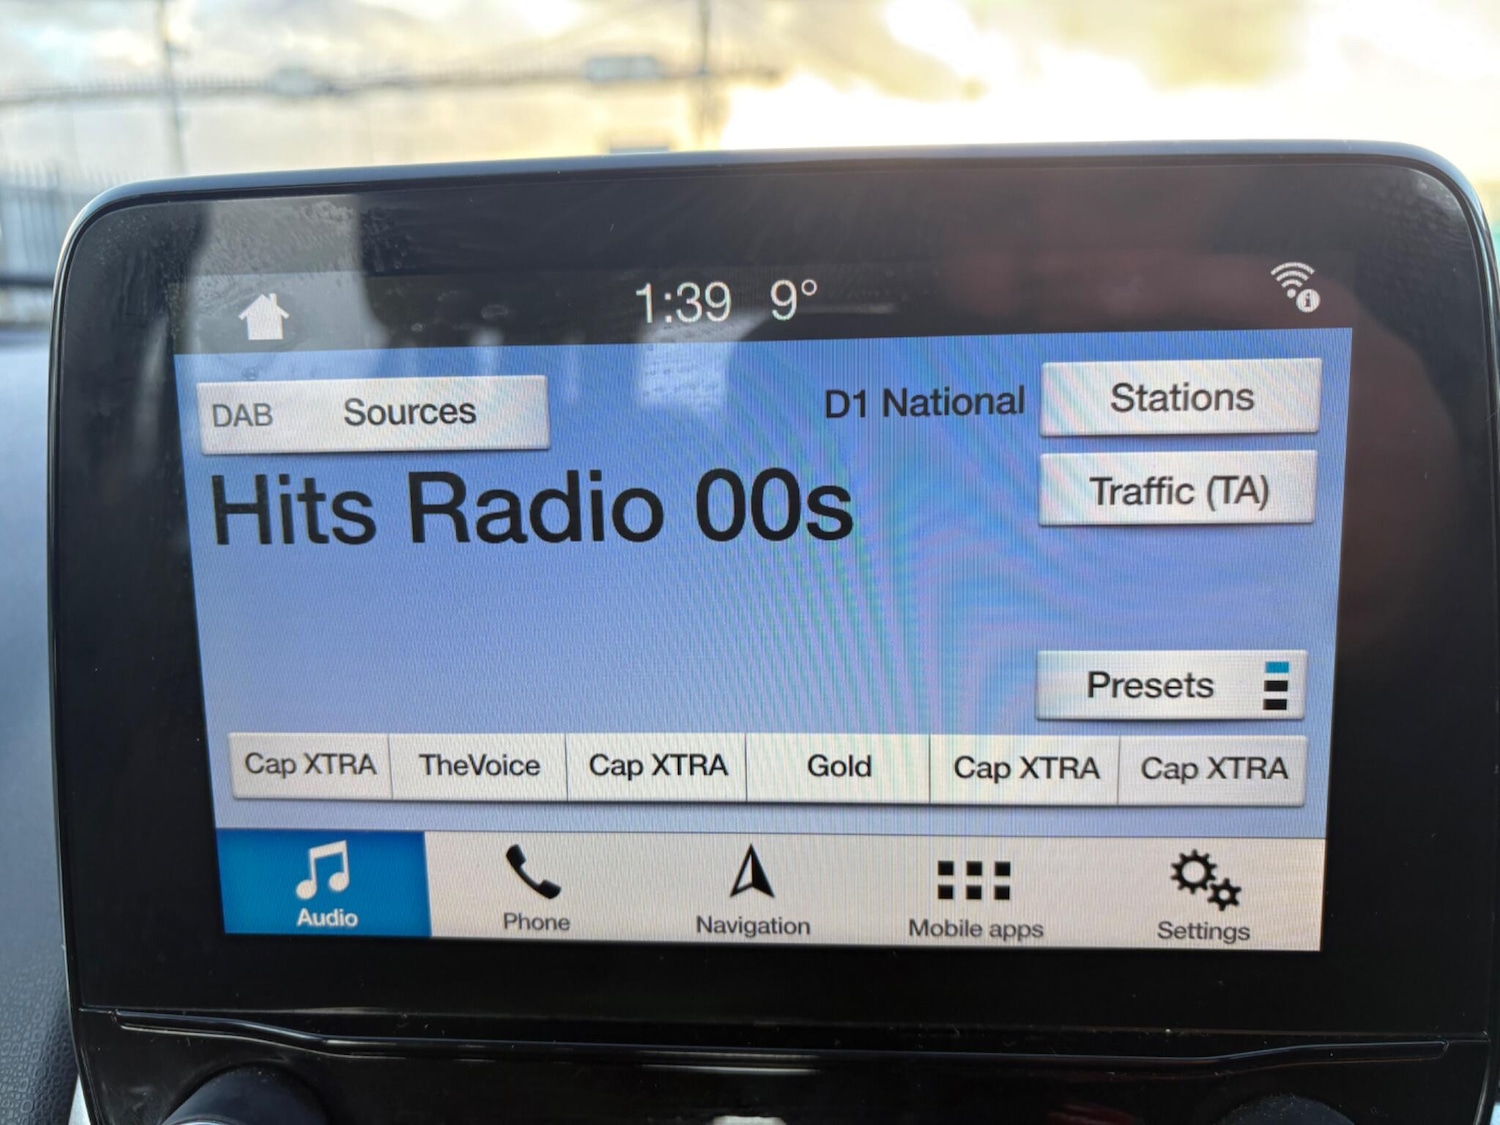 1:39 9°
DAB Sources
D1 National
Stations
Hits Radio 00s
Traffic (TA)
Presets
Cap XTRA
TheVoice
Cap XTRA
Gold
Cap XTRA
Cap XTRA
Audio
Phone
Navigation
Mobile apps
Settings